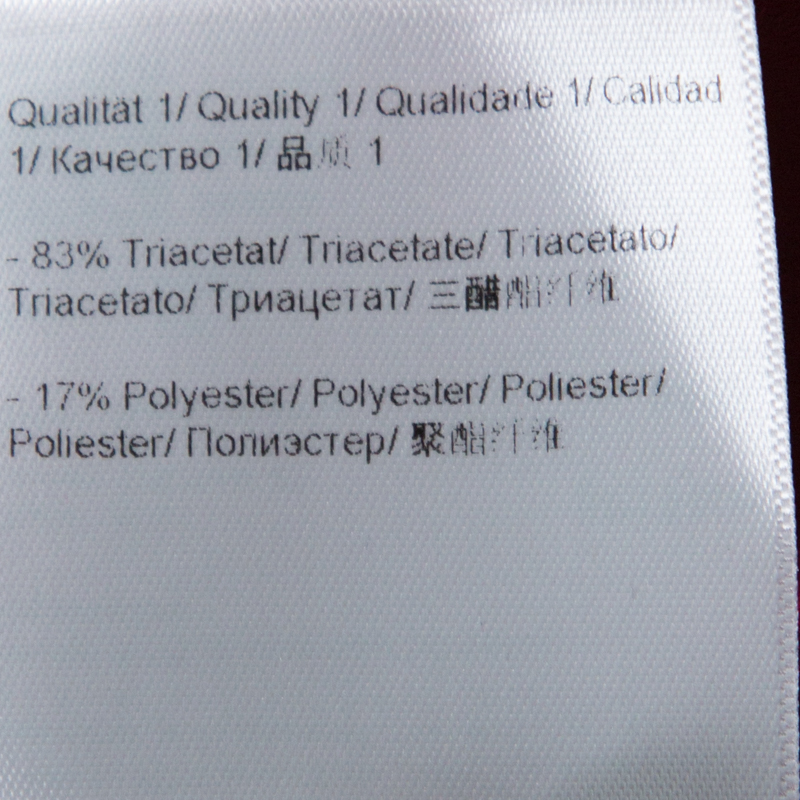 Qualität 1/ Quality 1/ Qualidade 1/ Calidad
1/ Качество 1/ 品质 1
- 83% Triacetat/ Triacetate/ Triacetato/
Triacetato/ Триацетат/ 三醋酯纤维
- 17% Polyester/ Polyester/ Poliester/
Poliester/ Полиэстер/ 聚酯纤维